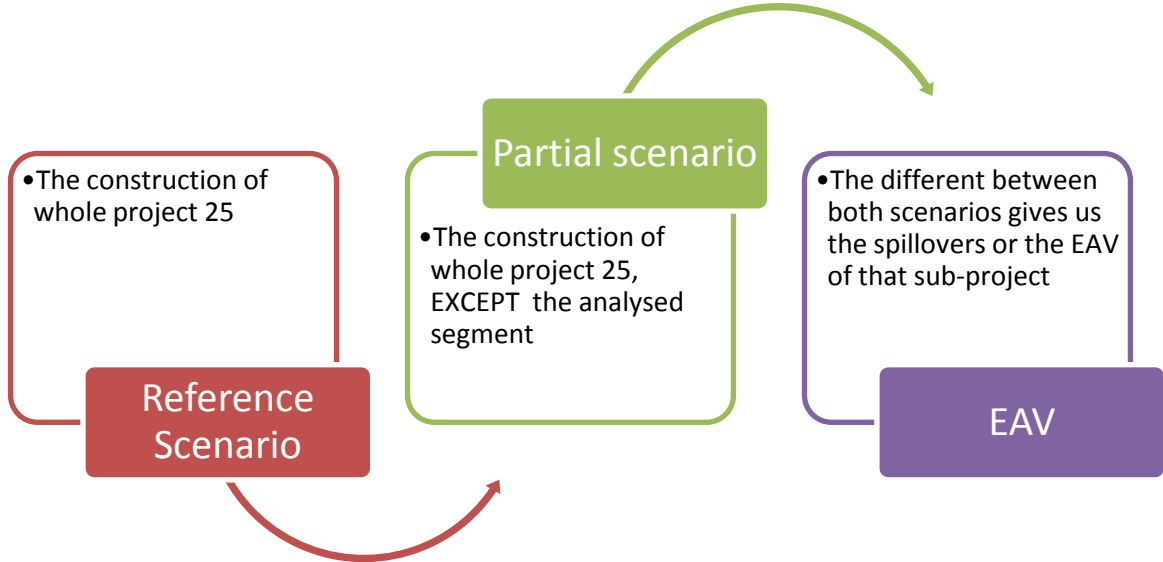 •The construction of
whole project 25
Reference
Scenario
Partial scenario
•The construction of
whole project 25,
EXCEPT the analysed
segment
•The different between
both scenarios gives us
the spillovers or the EAV
of that sub-project
EAV